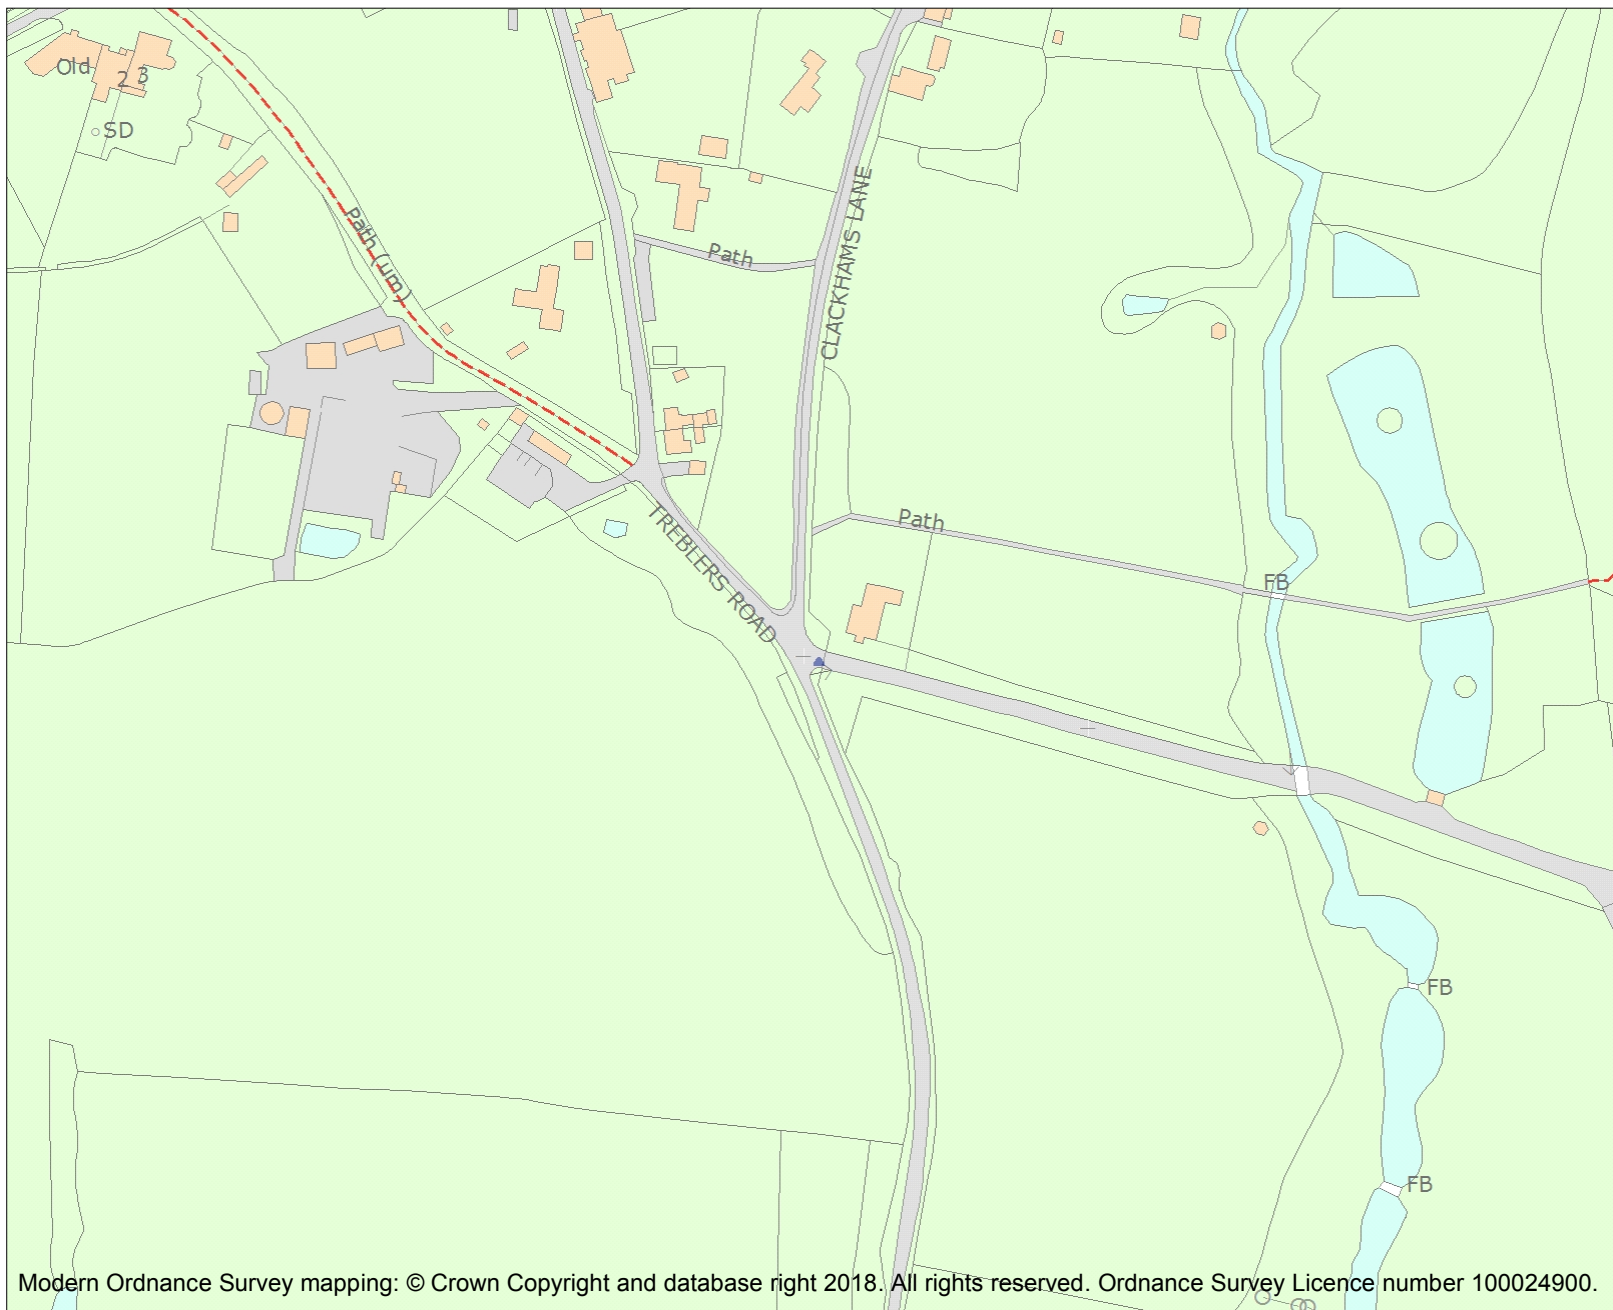 Old
2 3
SD
Path (um)
Path
CLACKHAMS LANE
TREBLERS ROAD
Path
FB
FB
FB
Modern Ordnance Survey mapping: © Crown Copyright and database right 2018. All rights reserved. Ordnance Survey Licence number 100024900.